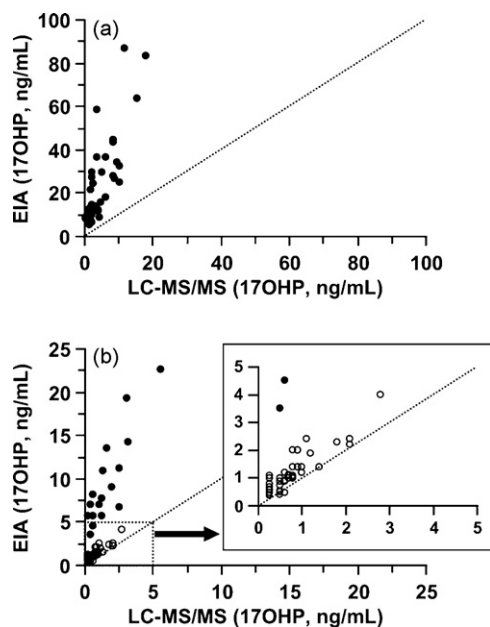 (a)
EIA (17OHP, ng/mL)
100
80
60
40
20
0
0 20 40 60 80 100
LC-MS/MS (17OHP, ng/mL)
(b)
EIA (17OHP, ng/mL)
25
20
15
10
5
0
0 5 10 15 20 25
LC-MS/MS (17OHP, ng/mL)
5
4
3
2
1
0
0 1 2 3 4 5